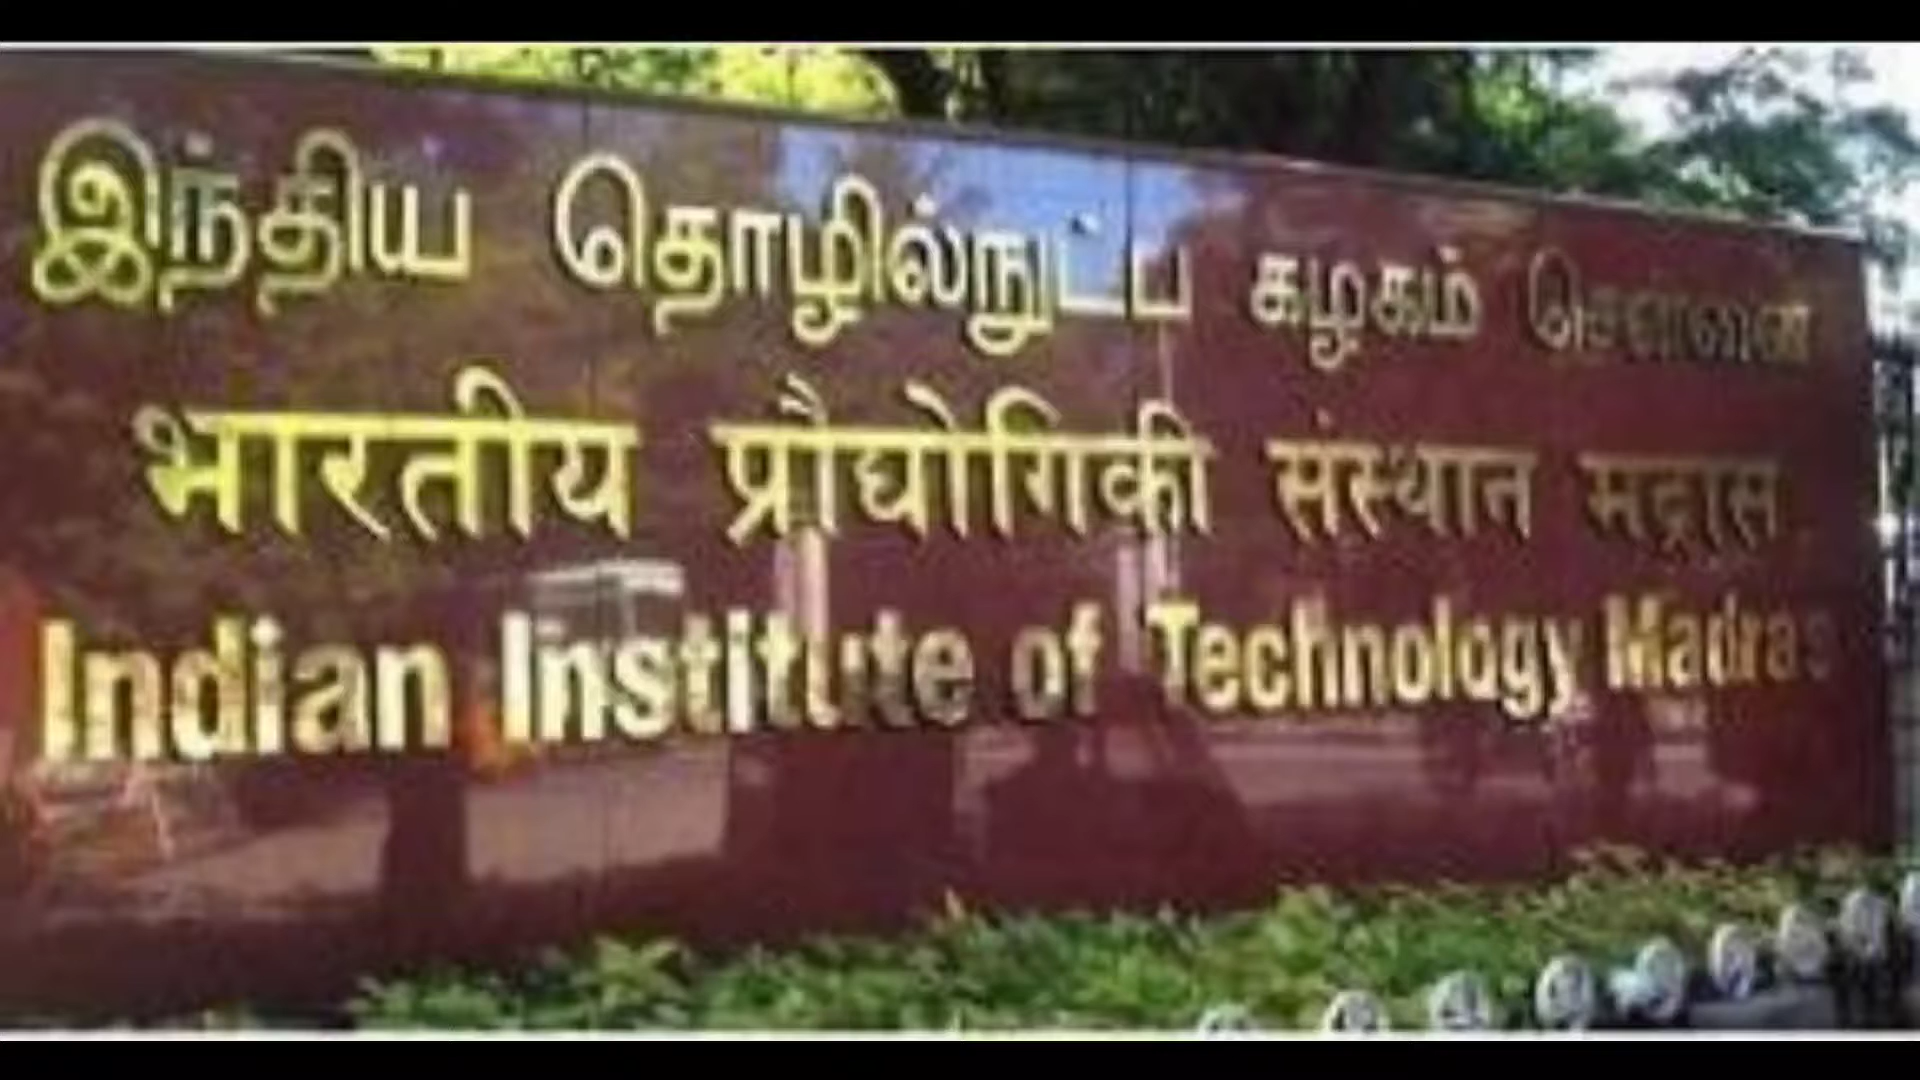 இந்திய தொழில்நுட்ப கழகம் சென்னை
भारतीय प्रौद्योगिकी संस्थान मद्रास
Indian Institute of Technology Madras